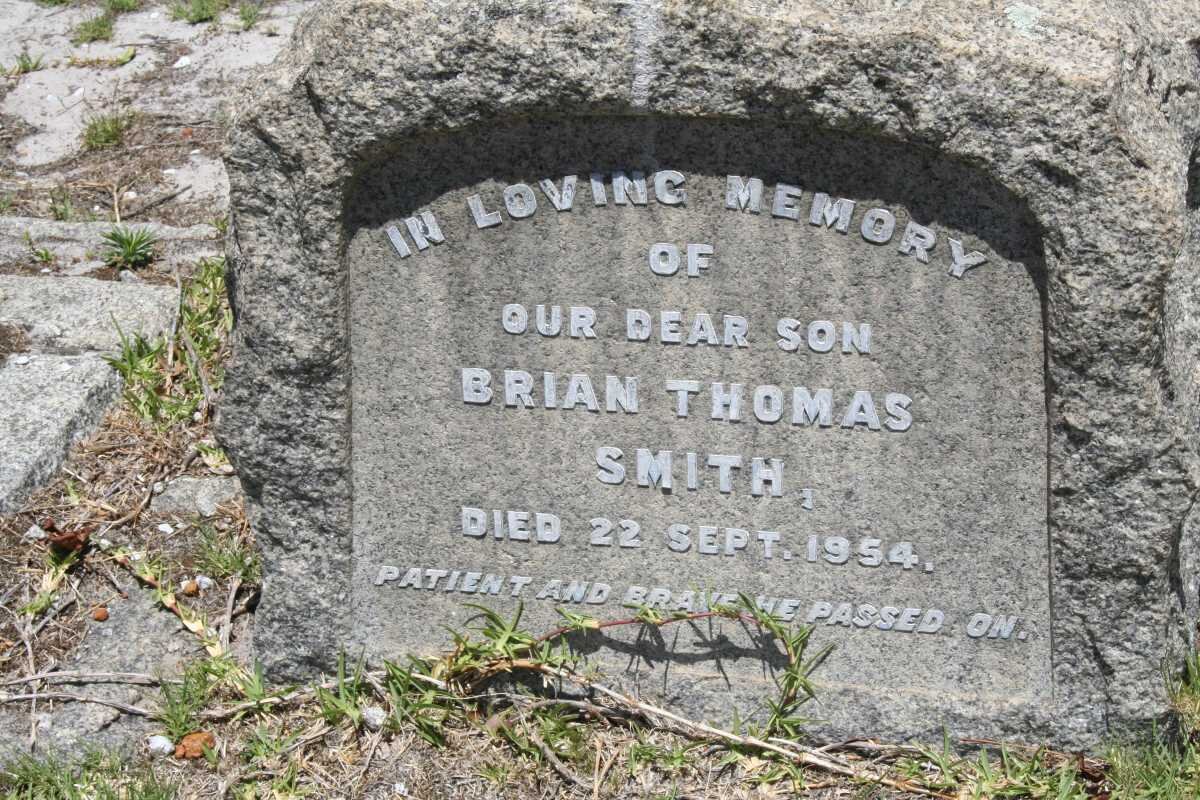 IN LOVING MEMORY
OF
OUR DEAR SON
BRIAN THOMAS
SMITH,
DIED 22 SEPT. 1954.
PATIENT AND BRAVE HE PASSED ON.